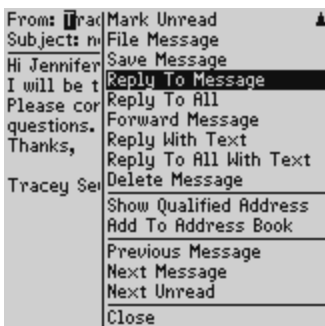 From: Trac
Subject: n
Hi Jennifer
I will be t
Please cor
questions.
Thanks,
Tracey Se
Mark Unread
File Message
Save Message
Reply To Message
Reply To All
Forward Message
Reply With Text
Reply To All With Text
Delete Message
Show Qualified Address
Add To Address Book
Previous Message
Next Message
Next Unread
Close